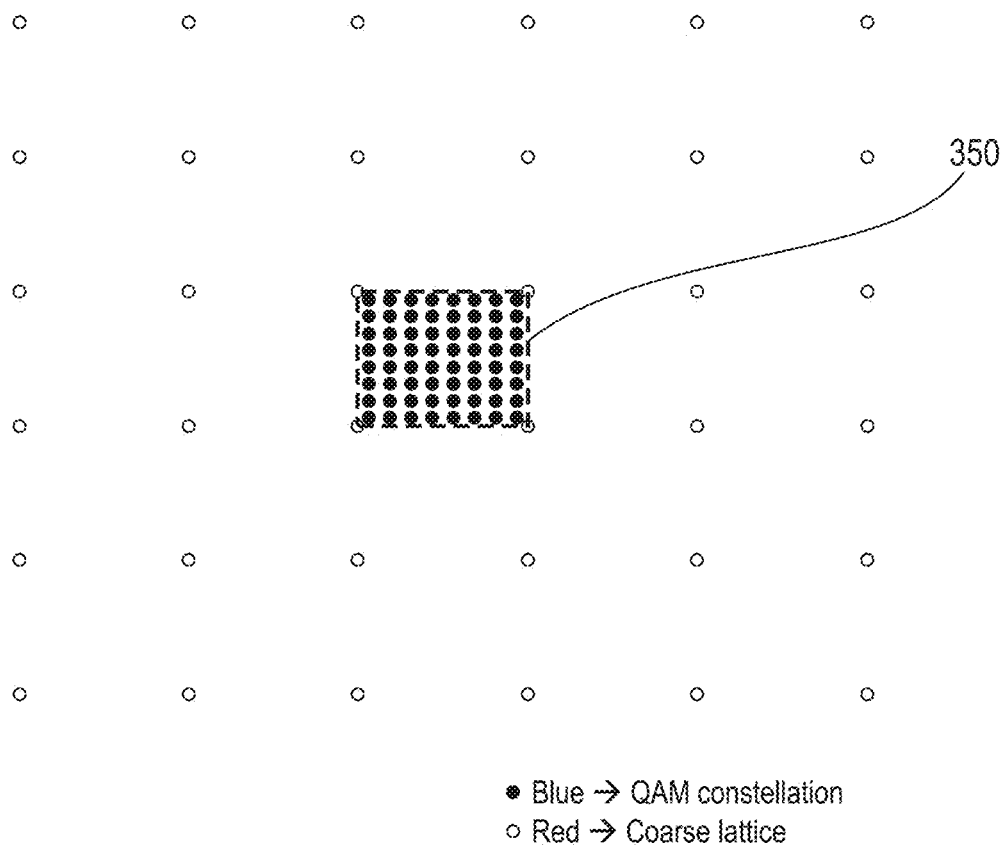 350
● Blue → QAM constellation
○ Red → Coarse lattice